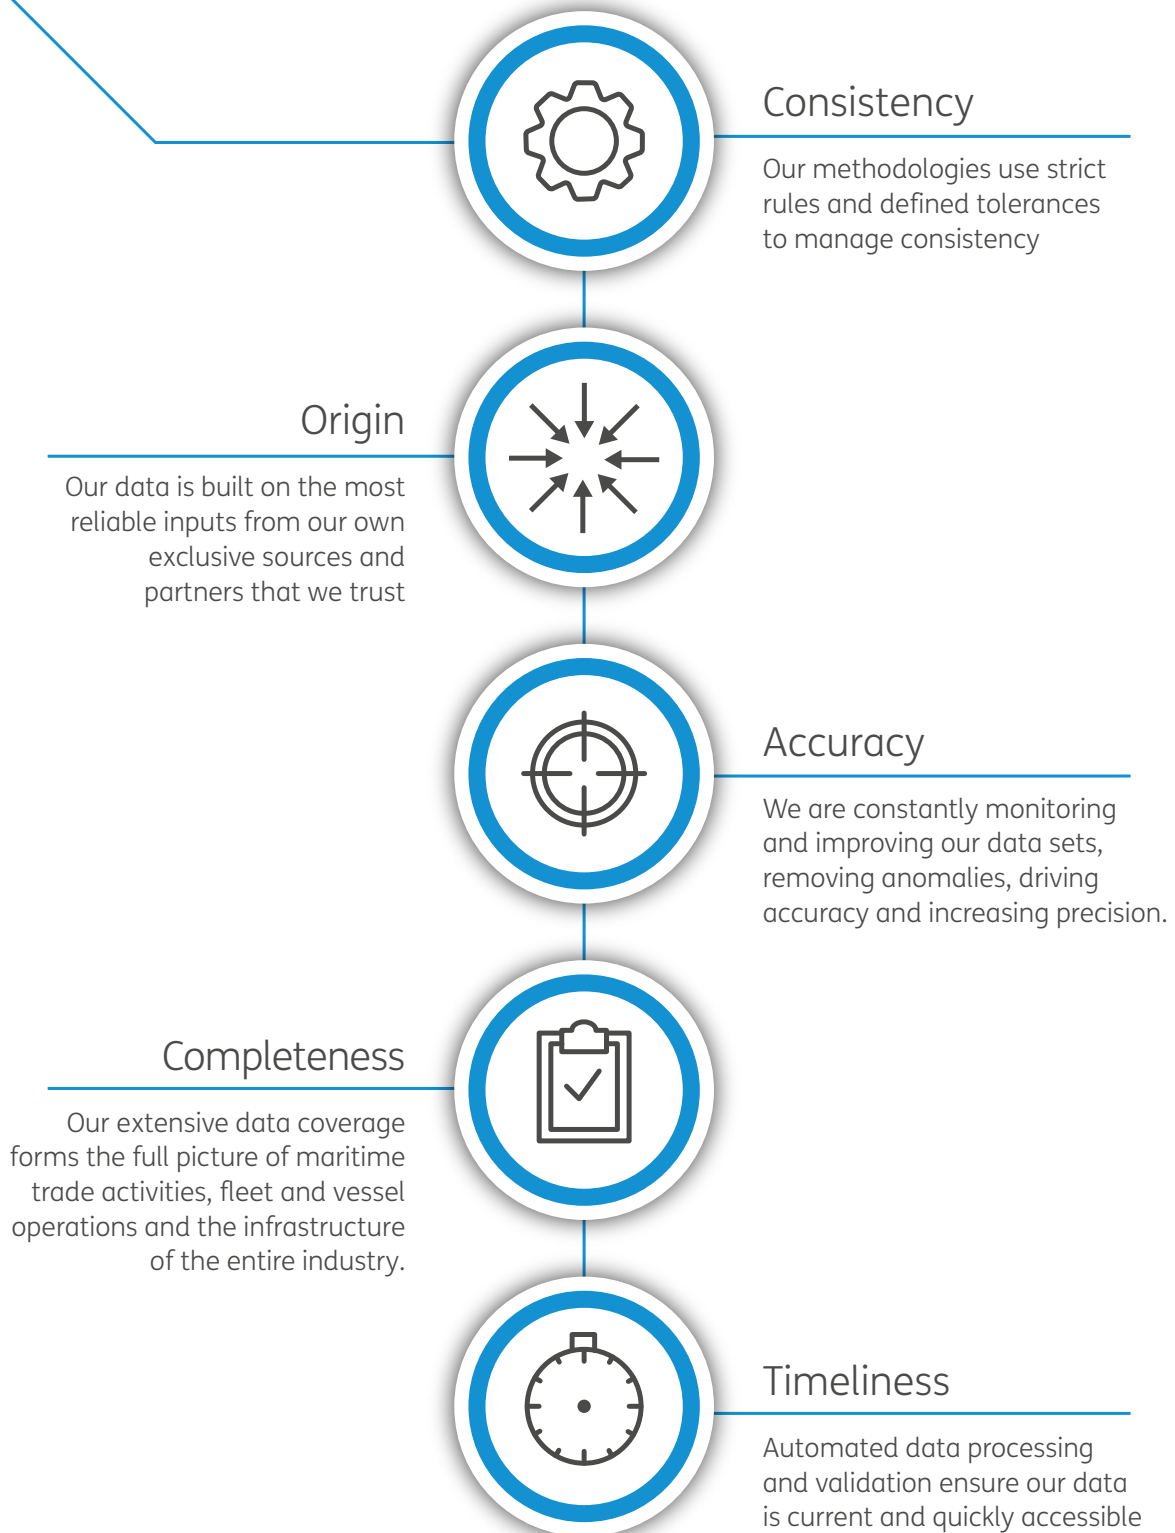 Consistency
Our methodologies use strict
rules and defined tolerances
to manage consistency
Origin
Our data is built on the most
reliable inputs from our own
exclusive sources and
partners that we trust
Accuracy
We are constantly monitoring
and improving our data sets,
removing anomalies, driving
accuracy and increasing precision.
Completeness
Our extensive data coverage
forms the full picture of maritime
trade activities, fleet and vessel
operations and the infrastructure
of the entire industry.
Timeliness
Automated data processing
and validation ensure our data
is current and quickly accessible